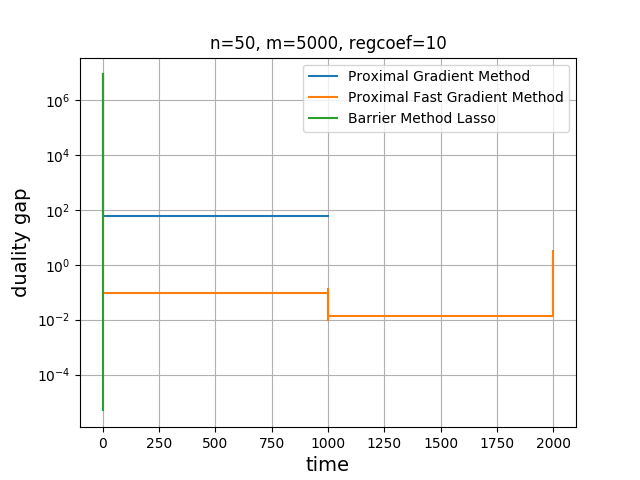 n=50, m=5000, regcoef=10
Proximal Gradient Method
Proximal Fast Gradient Method
Barrier Method Lasso
duality gap
10^6
10^4
10^2
10^0
10^-2
10^-4
0 250 500 750 1000 1250 1500 1750 2000
time